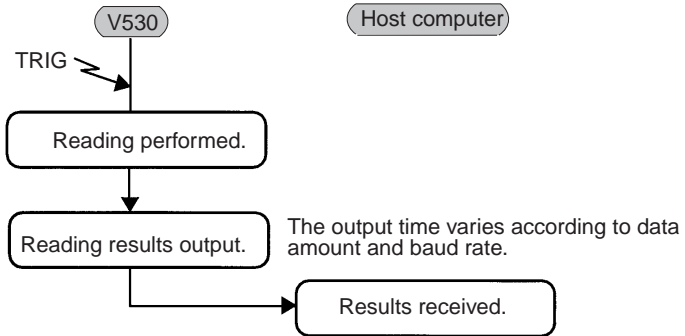 V530
Host computer
TRIG
Reading performed.
Reading results output.
The output time varies according to data
amount and baud rate.
Results received.